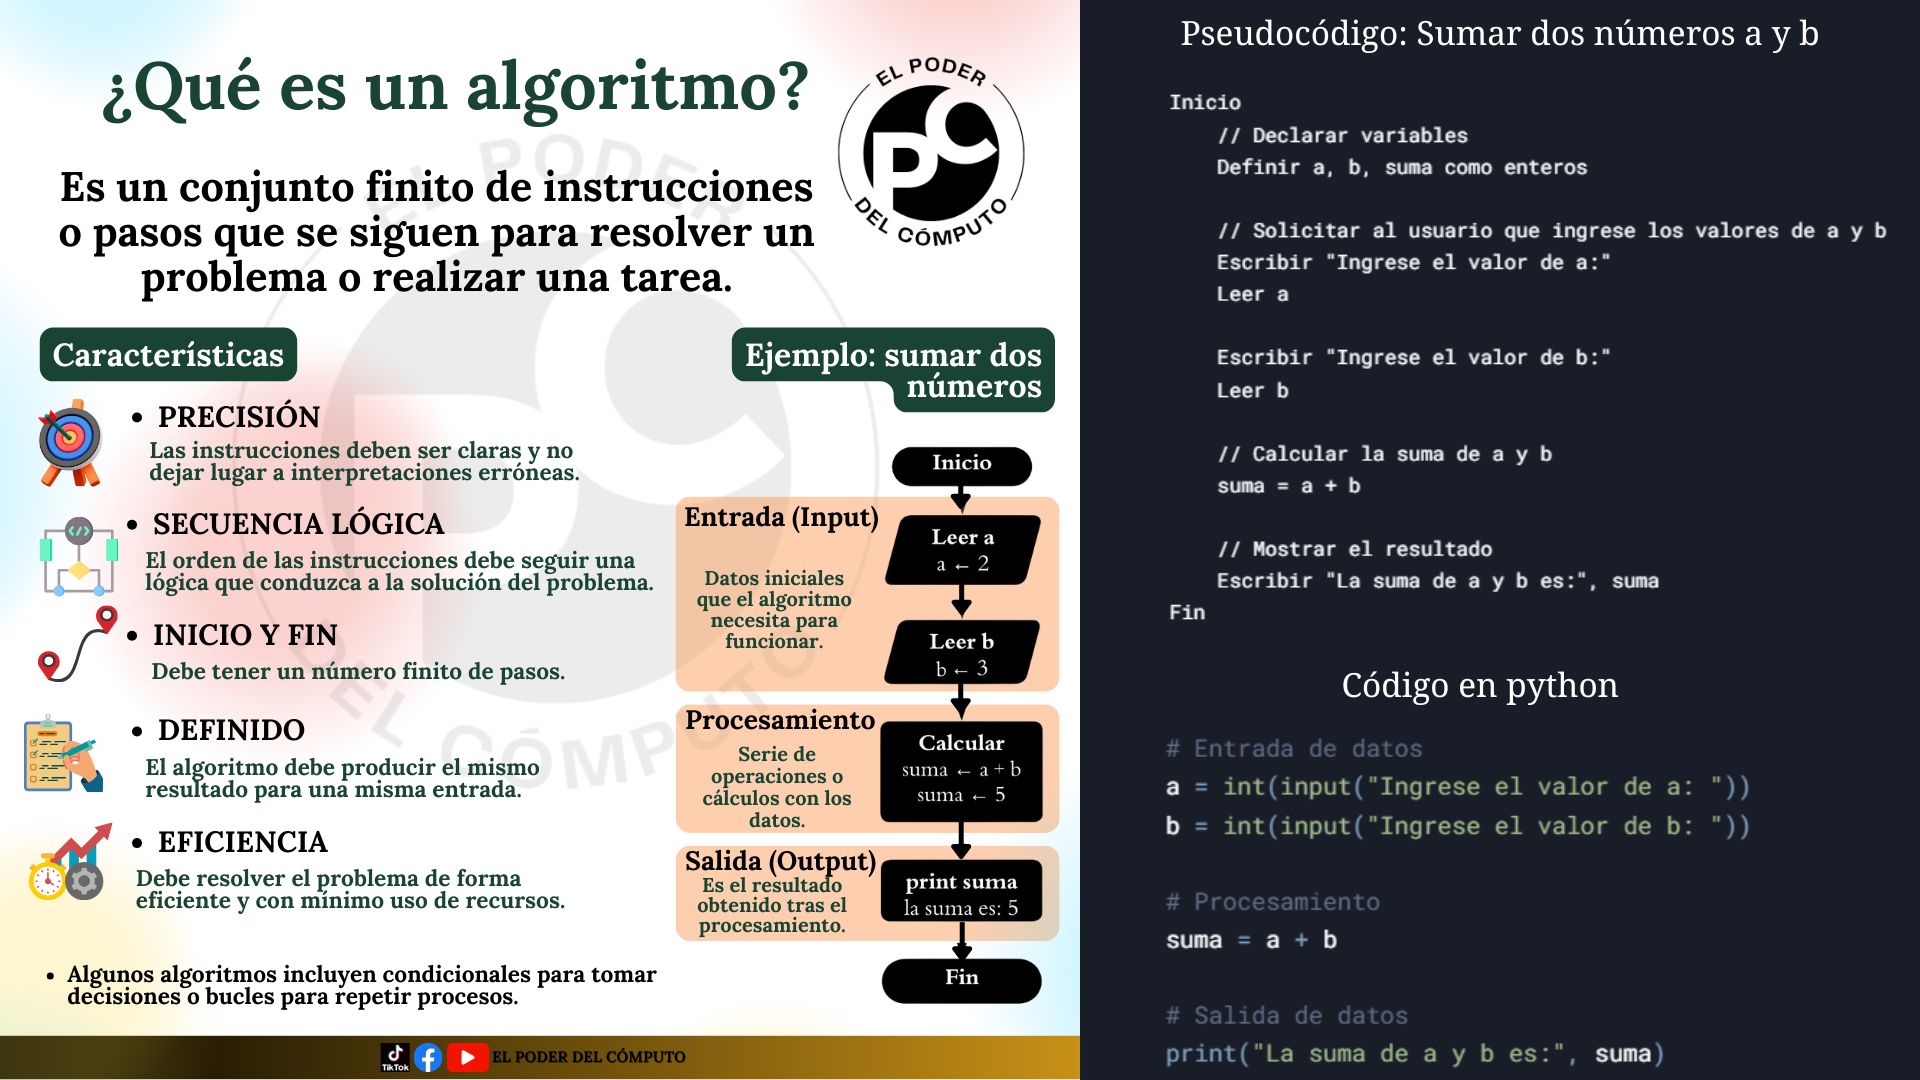 ¿Qué es un algoritmo?
EL PODER
PC
DEL CÓMPUTO
Es un conjunto finito de instrucciones
o pasos que se siguen para resolver un
problema o realizar una tarea.
EL PODER
PC
DEL CÓMPUTO
Características
• PRECISIÓN
Las instrucciones deben ser claras y no
dejar lugar a interpretaciones erróneas.
• SECUENCIA LÓGICA
El orden de las instrucciones debe seguir una
lógica que conduzca a la solución del problema.
• INICIO Y FIN
Debe tener un número finito de pasos.
• DEFINIDO
El algoritmo debe producir el mismo
resultado para una misma entrada.
• EFICIENCIA
Debe resolver el problema de forma
eficiente y con mínimo uso de recursos.
• Algunos algoritmos incluyen condicionales para tomar
decisiones o bucles para repetir procesos.
Ejemplo: sumar dos
números
Inicio
Entrada (Input)
Datos iniciales
que el algoritmo
necesita para
funcionar.
Leer a
a ← 2
Leer b
b ← 3
Procesamiento
Serie de
operaciones o
cálculos con los
datos.
Calcular
suma ← a + b
suma ← 5
Salida (Output)
Es el resultado
obtenido tras el
procesamiento.
print suma
la suma es: 5
Fin
TikTok
EL PODER DEL CÓMPUTO
Pseudocódigo: Sumar dos números a y b
Inicio
// Declarar variables
Definir a, b, suma como enteros
// Solicitar al usuario que ingrese los valores de a y b
Escribir "Ingrese el valor de a:"
Leer a
Escribir "Ingrese el valor de b:"
Leer b
// Calcular la suma de a y b
suma = a + b
// Mostrar el resultado
Escribir "La suma de a y b es:", suma
Fin
Código en python
# Entrada de datos
a = int(input("Ingrese el valor de a: "))
b = int(input("Ingrese el valor de b: "))
# Procesamiento
suma = a + b
# Salida de datos
print("La suma de a y b es:", suma)